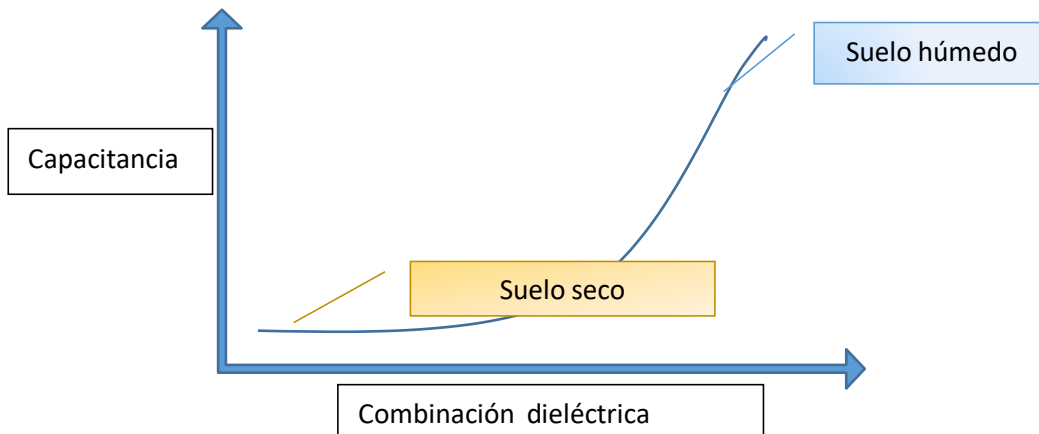 Suelo húmedo
Capacitancia
Suelo seco
Combinación  dieléctrica